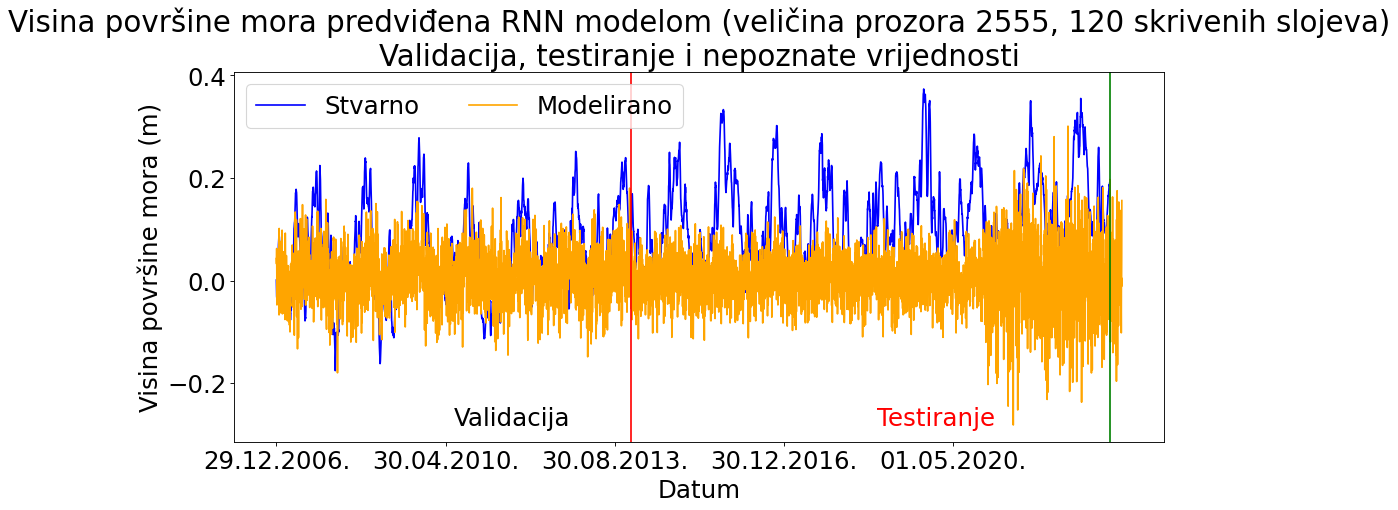 Visina površine mora predviđena RNN modelom (veličina prozora 2555, 120 skrivenih slojeva)
Validacija, testiranje i nepoznate vrijednosti
Visina površine mora (m)
0.4
0.2
0.0
−0.2
Stvarno
Modelirano
Validacija
Testiranje
29.12.2006.
30.04.2010.
30.08.2013.
30.12.2016.
01.05.2020.
Datum